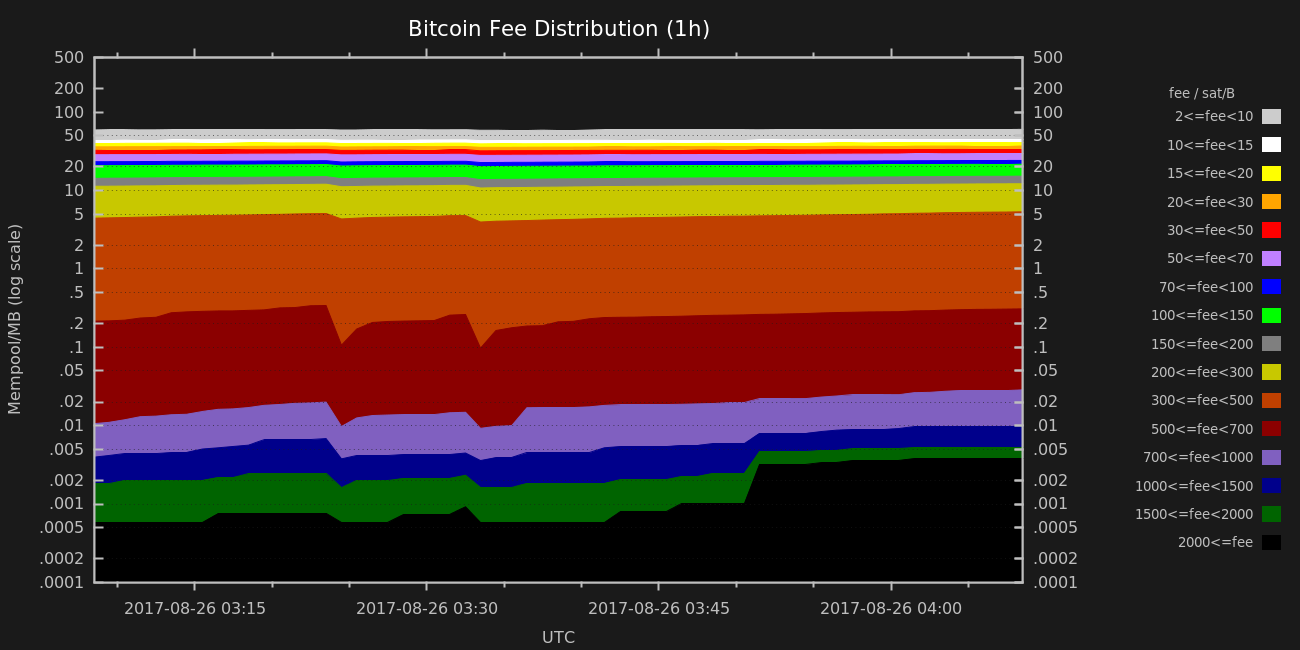 Bitcoin Fee Distribution (1h)
500
200
100
50
20
10
5
2
1
.5
.2
.1
.05
.02
.01
.005
.002
.001
.0005
.0002
.0001
Mempool/MB (log scale)
500
200
100
50
20
10
5
2
1
.5
.2
.1
.05
.02
.01
.005
.002
.001
.0005
.0002
.0001
fee / sat/B
2<=fee<10
10<=fee<15
15<=fee<20
20<=fee<30
30<=fee<50
50<=fee<70
70<=fee<100
100<=fee<150
150<=fee<200
200<=fee<300
300<=fee<500
500<=fee<700
700<=fee<1000
1000<=fee<1500
1500<=fee<2000
2000<=fee
2017-08-26 03:15
2017-08-26 03:30
2017-08-26 03:45
2017-08-26 04:00
UTC